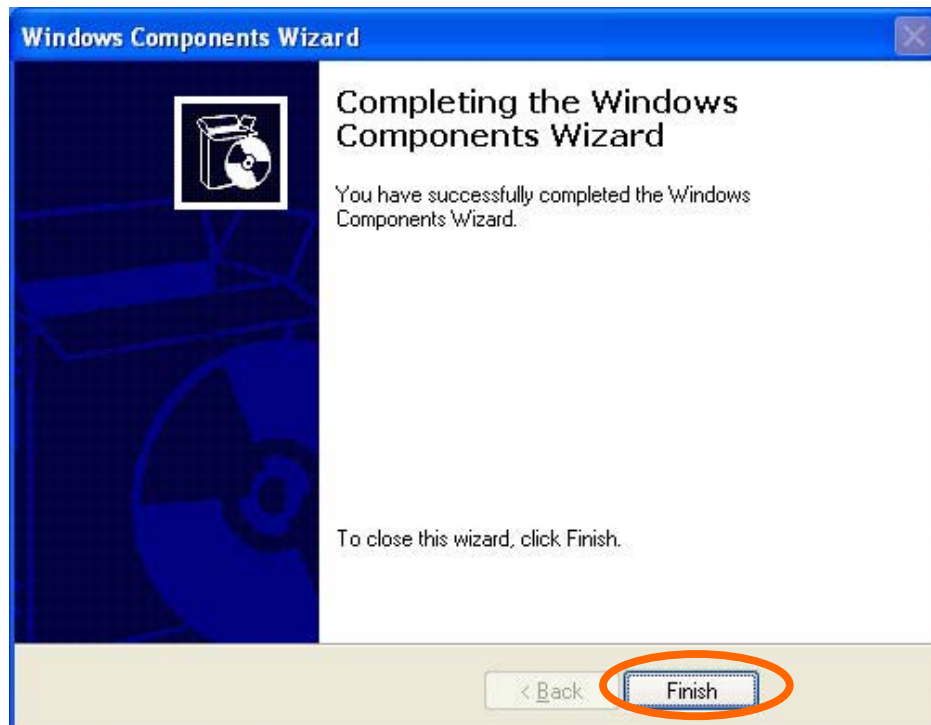 Windows Components Wizard
Completing the Windows
Components Wizard
You have successfully completed the Windows
Components Wizard.
To close this wizard, click Finish.
< Back
Finish